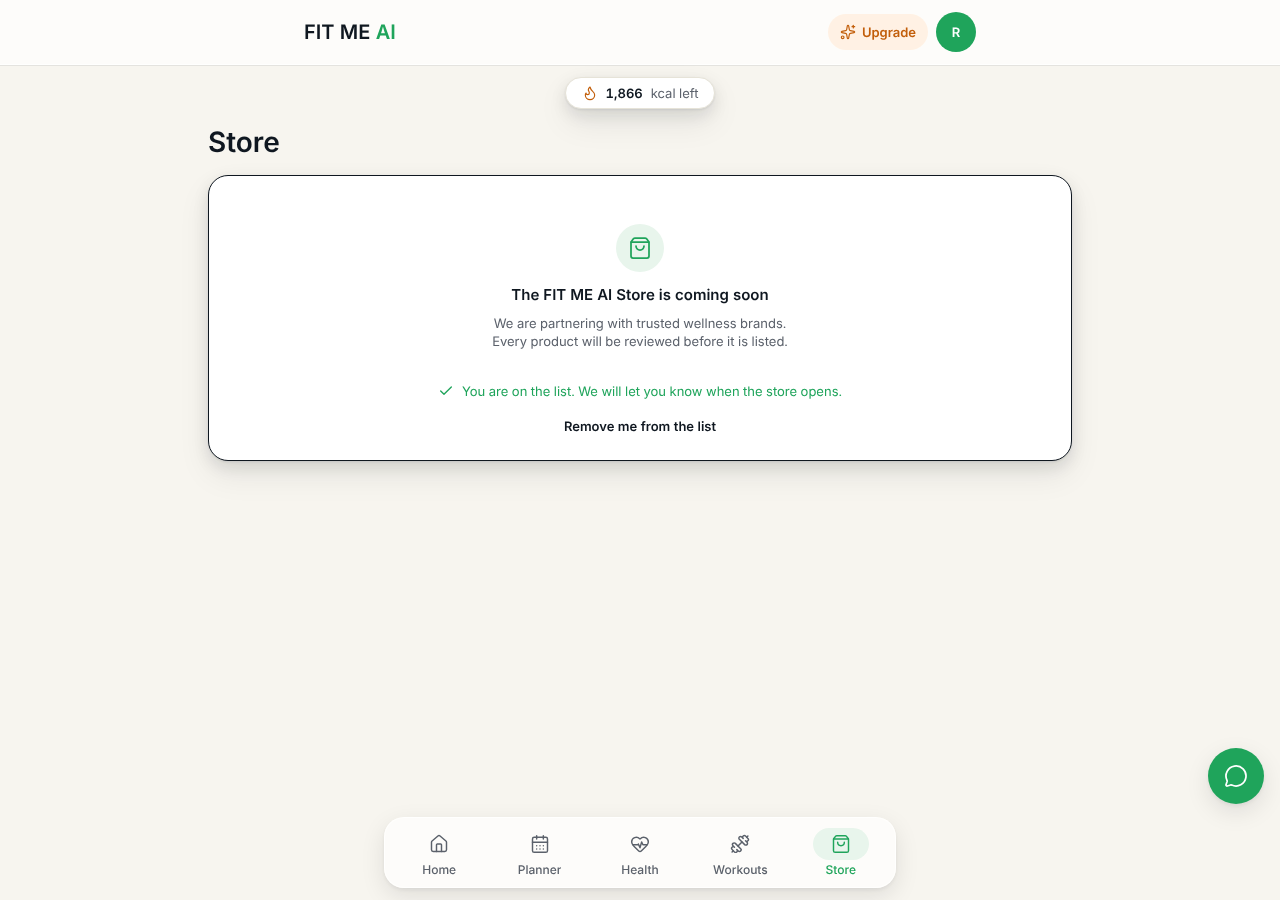 FIT ME AI
Upgrade
R
1,866 kcal left
Store
The FIT ME AI Store is coming soon
We are partnering with trusted wellness brands.
Every product will be reviewed before it is listed.
You are on the list. We will let you know when the store opens.
Remove me from the list
Home
Planner
Health
Workouts
Store